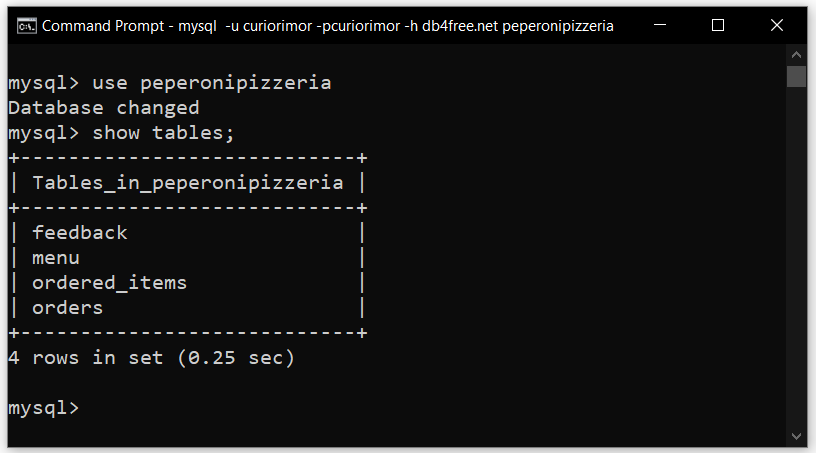 Command Prompt - mysql  -u curiorimor -pcuriorimor -h db4free.net peperonipizzeria
mysql> use peperonipizzeria
Database changed
mysql> show tables;
+----------------------------+
| Tables_in_peperonipizzeria |
+----------------------------+
| feedback                   |
| menu                       |
| ordered_items              |
| orders                     |
+----------------------------+
4 rows in set (0.25 sec)
mysql>